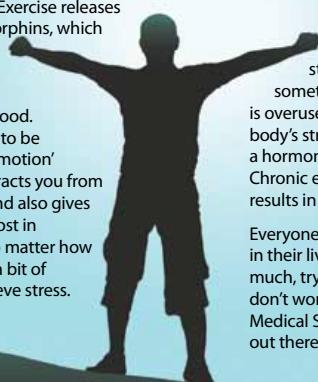 Exercise releases
orphins, which
ood.
to be
motion’
racts you from
nd also gives
ost in
matter how
bit of
eve stress.
st
somet
is overuse
body’s str
a hormon
Chronic e
results in
Everyone
in their liv
much, try
don’t wor
Medical S
out there